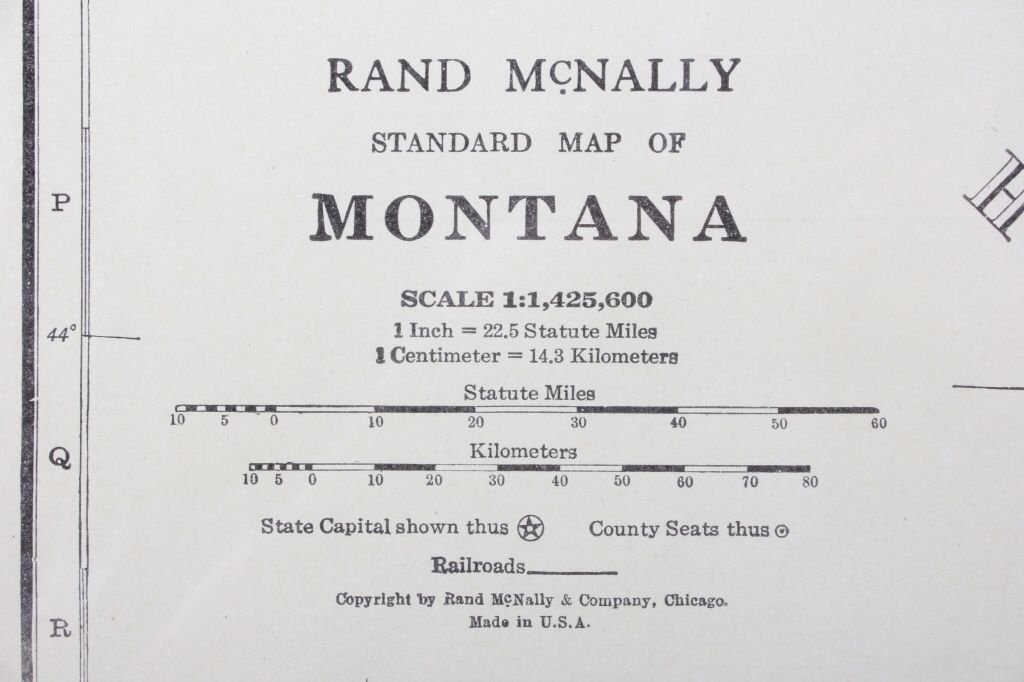 RAND McNALLY
STANDARD MAP OF
MONTANA
H
P
SCALE 1:1,425,600
1 Inch = 22.5 Statute Miles
44°
1 Centimeter = 14.3 Kilometers
Statute Miles
10 5 0 10 20 30 40 50 60
Kilometers
Q
10 5 0 10 20 30 40 50 60 70 80
State Capital shown thus County Seats thus
Railroads
Copyright by Rand McNally & Company, Chicago.
Made in U.S.A.
R